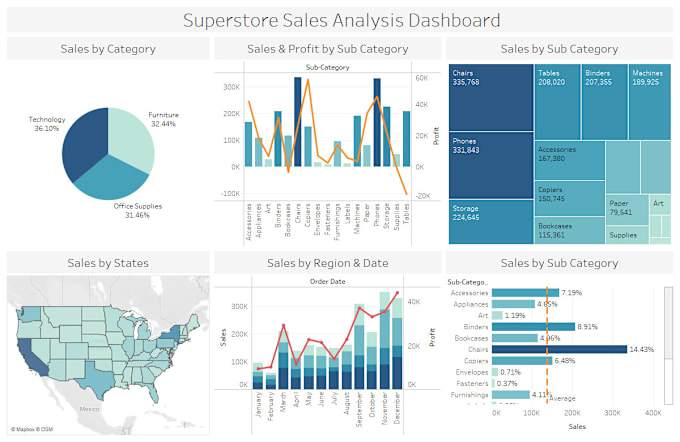 Superstore Sales Analysis Dashboard
Sales by Category
Technology
36.10%
Furniture
32.44%
Office Supplies
31.46%
Sales & Profit by Sub Category
Sub-Category
300K
200K
100K
0K
-100K
60K
40K
20K
0K
-20K
Profit
Accessories
Appliances
Art
Binders
Bookcases
Chairs
Copiers
Envelopes
Fasteners
Furnishings
Labels
Machines
Paper
Phones
Storage
Supplies
Tables
Sales by Sub Category
Chairs
335,768
Phones
331,843
Storage
224,645
Tables
208,020
Binders
207,355
Machines
189,925
Accessories
167,380
Copiers
150,745
Bookcases
115,361
Paper
79,541
Art
Supplies
Sales by States
Mexico
© Mapbox © OSM
Sales by Region & Date
Order Date
Sales
300K
200K
100K
0K
40K
20K
0K
Profit
January
February
March
April
May
June
July
August
September
October
November
December
Sales by Sub Category
Sub-Catego..
Accessories 7.19%
Appliances
Art 1.19%
Binders 8.91%
Bookcases
Chairs 14.43%
Copiers 6.48%
Envelopes 0.71%
Fasteners 0.37%
Furnishings 4.11%
Average
0K 100K 200K 300K 400K
Sales